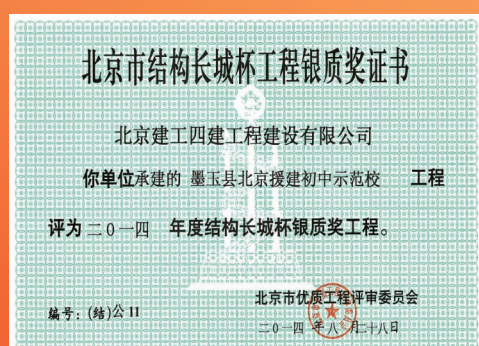 北京市结构长城杯工程银质奖证书
北京建工四建工程建设有限公司
你单位承建的 墨玉县北京援建初中示范校 工程
评为二〇一四 年度结构长城杯银质奖工程。
北京市优质工程评审委员会
编号：(结)公 11
二〇一四 年八月二十八日